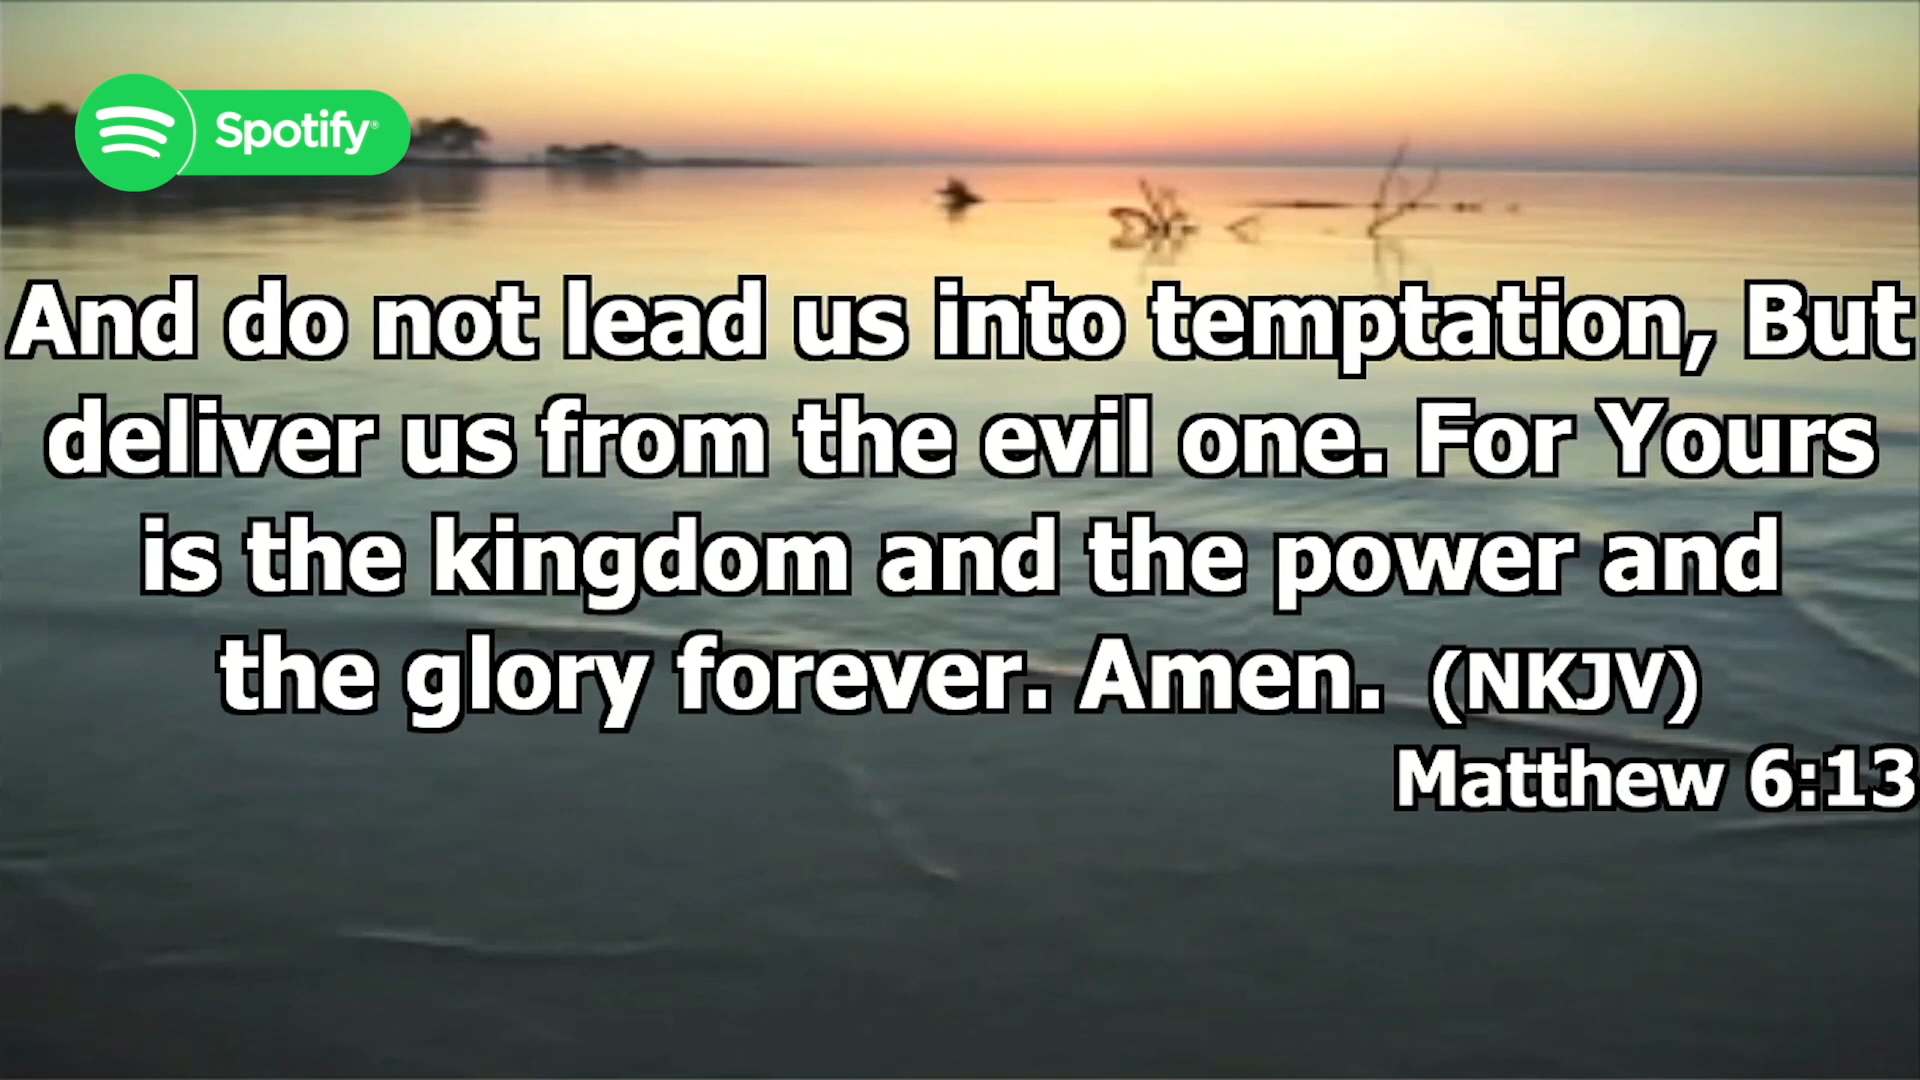 Spotify®
And do not lead us into temptation, But
deliver us from the evil one. For Yours
is the kingdom and the power and
the glory forever. Amen. (NKJV)
Matthew 6:13